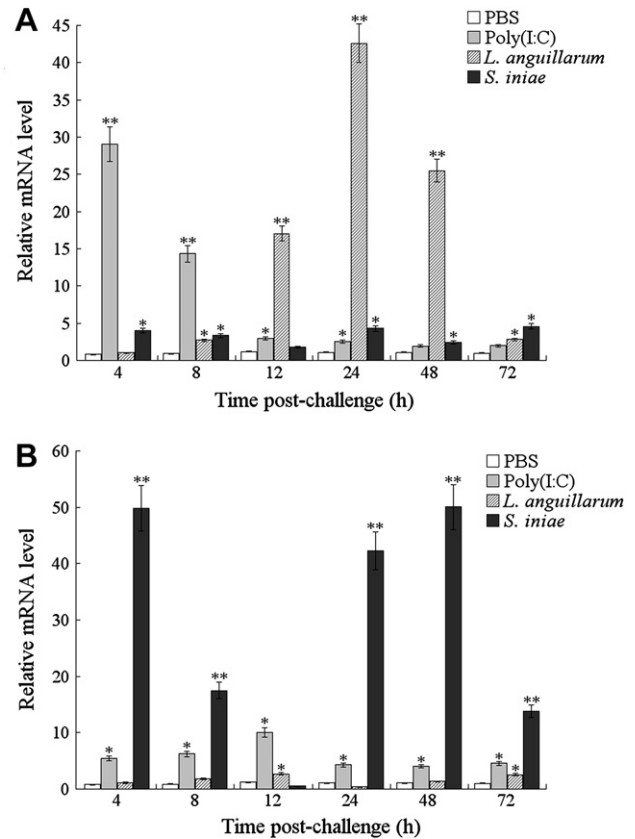 A
PBS
Poly(I:C)
L. anguillarum
S. iniae
Relative mRNA level
45
40
35
30
25
20
15
10
5
0
** * ** * * * ** * ** * ** * * *
4 8 12 24 48 72
Time post-challenge (h)
B
PBS
Poly(I:C)
L. anguillarum
S. iniae
Relative mRNA level
60
50
40
30
20
10
0
* ** * ** * * * ** * ** * * **
4 8 12 24 48 72
Time post-challenge (h)